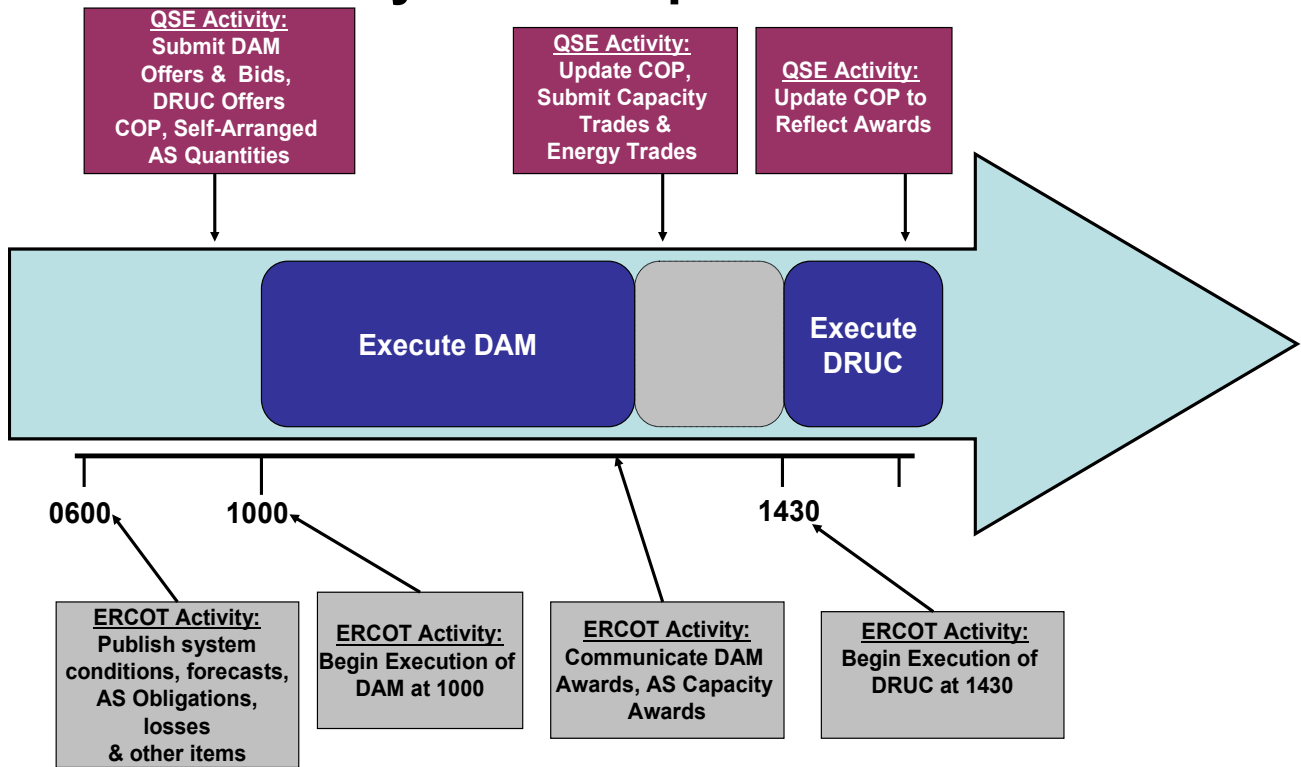 QSE Activity:
Submit DAM
Offers & Bids,
DRUC Offers
COP, Self-Arranged
AS Quantities
QSE Activity:
Update COP,
Submit Capacity
Trades &
Energy Trades
QSE Activity:
Update COP to
Reflect Awards
Execute DAM
Execute
DRUC
0600
1000
1430
ERCOT Activity:
Publish system
conditions, forecasts,
AS Obligations,
losses
& other items
ERCOT Activity:
Begin Execution of
DAM at 1000
ERCOT Activity:
Communicate DAM
Awards, AS Capacity
Awards
ERCOT Activity:
Begin Execution of
DRUC at 1430